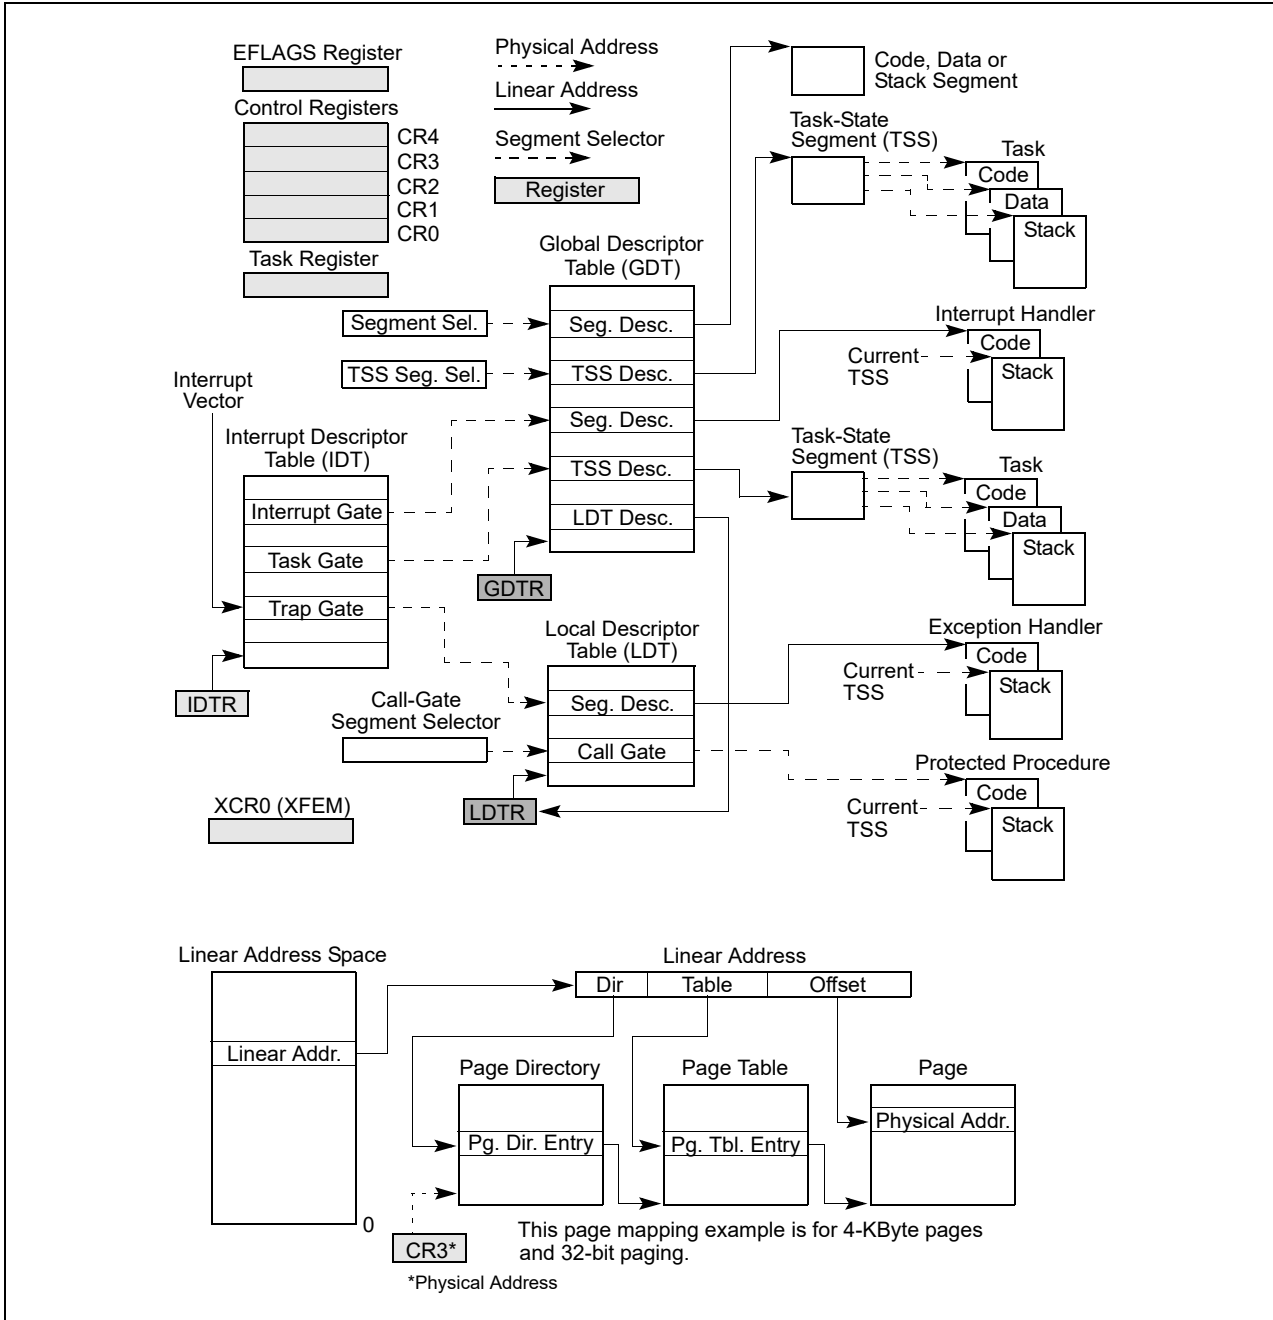 EFLAGS Register
Control Registers
CR4
CR3
CR2
CR1
CR0
Task Register
Physical Address
Linear Address
Segment Selector
Register
Code, Data or
Stack Segment
Task-State
Segment (TSS)
Task
Code
Data
Stack
Global Descriptor
Table (GDT)
Segment Sel.
Seg. Desc.
TSS Seg. Sel.
TSS Desc.
Seg. Desc.
TSS Desc.
LDT Desc.
GDTR
Interrupt Handler
Code
Current
TSS
Stack
Interrupt
Vector
Interrupt Descriptor
Table (IDT)
Interrupt Gate
Task Gate
Trap Gate
IDTR
Task-State
Segment (TSS)
Task
Code
Data
Stack
Local Descriptor
Table (LDT)
Seg. Desc.
Call Gate
Call-Gate
Segment Selector
LDTR
Exception Handler
Code
Current
TSS
Stack
Protected Procedure
Code
Current
TSS
Stack
XCR0 (XFEM)
Linear Address Space
Linear Addr.
0
Linear Address
Dir
Table
Offset
Page Directory
Pg. Dir. Entry
Page Table
Pg. Tbl. Entry
Page
Physical Addr.
CR3*
*Physical Address
This page mapping example is for 4-KByte pages
and 32-bit paging.